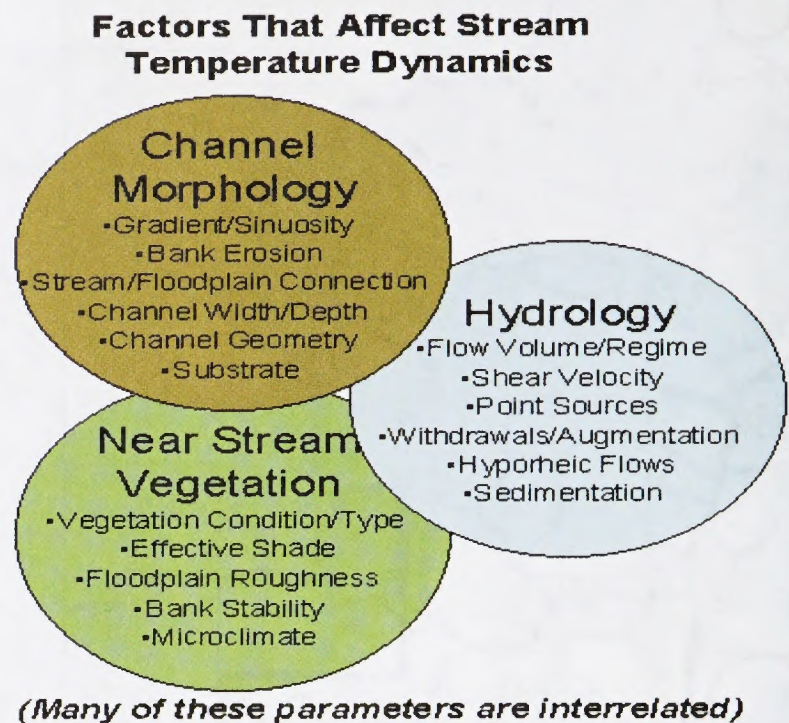 Factors That Affect Stream
Temperature Dynamics
Channel
Morphology
▪Gradient/Sinuosity
▪Bank Erosion
▪Stream/Floodplain Connection
▪Channel Width/Depth
▪Channel Geometry
▪Substrate
Hydrology
▪Flow Volume/Regime
▪Shear Velocity
▪Point Sources
▪Withdrawals/Augmentation
▪Hyporheic Flows
▪Sedimentation
Near Stream
Vegetation
▪Vegetation Condition/Type
▪Effective Shade
▪Floodplain Roughness
▪Bank Stability
▪Microclimate
(Many of these parameters are interrelated)